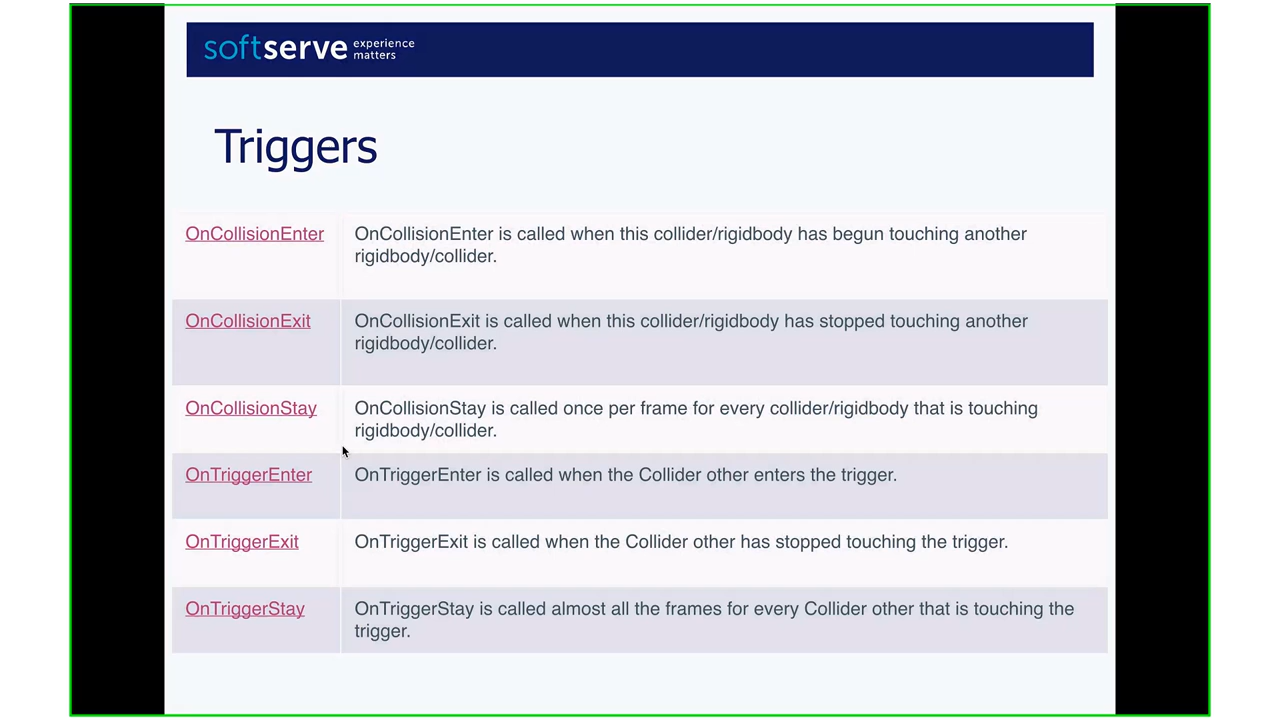 softserve experience matters
Triggers
OnCollisionEnter OnCollisionEnter is called when this collider/rigidbody has begun touching another
rigidbody/collider.
OnCollisionExit OnCollisionExit is called when this collider/rigidbody has stopped touching another
rigidbody/collider.
OnCollisionStay OnCollisionStay is called once per frame for every collider/rigidbody that is touching
rigidbody/collider.
OnTriggerEnter OnTriggerEnter is called when the Collider other enters the trigger.
OnTriggerExit OnTriggerExit is called when the Collider other has stopped touching the trigger.
OnTriggerStay OnTriggerStay is called almost all the frames for every Collider other that is touching the
trigger.